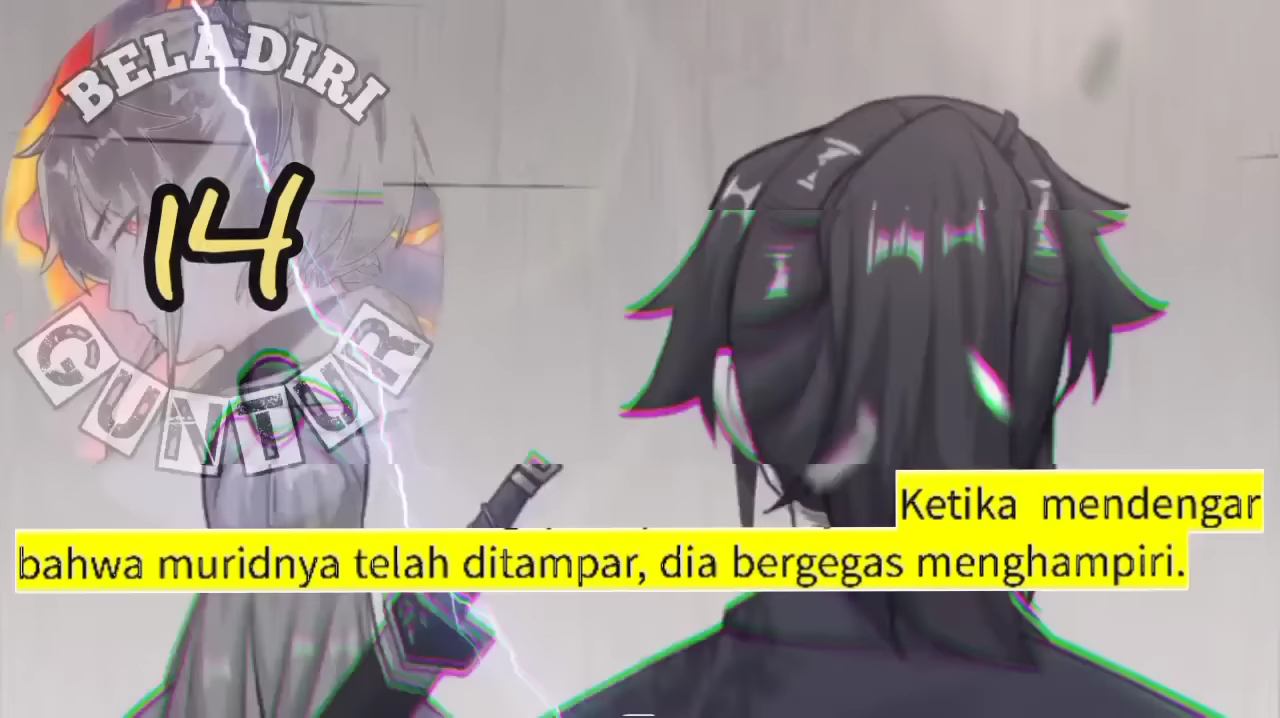 BELADIRI
14
GUNTUR
Ketika mendengar
bahwa muridnya telah ditampar, dia bergegas menghampiri.